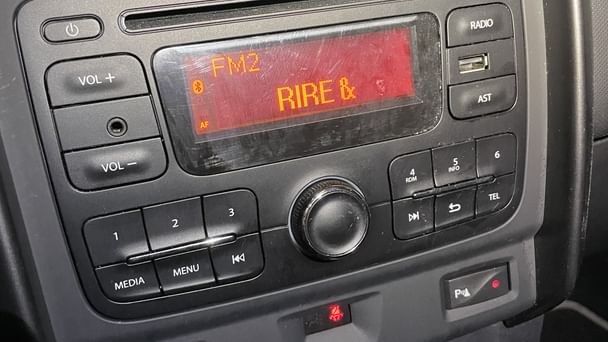 RADIO
FM2
VOL +
RIRE &
AST
AF
VOL −
4 RDM
5 INFO
6
1
2
3
TEL
MEDIA
MENU
P